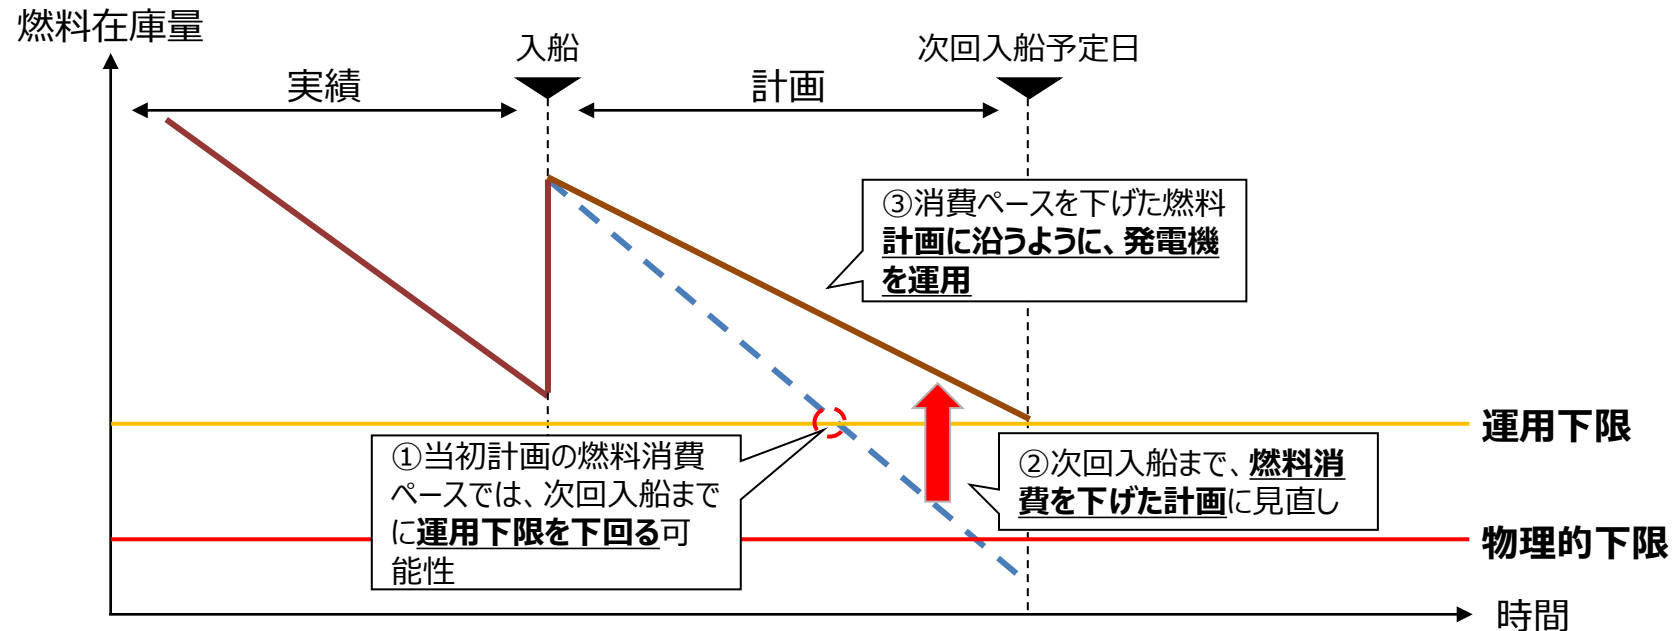 燃料在庫量
入船
次回入船予定日
実績
計画
③消費ペースを下げた燃料
計画に沿うように、発電機
を運用
運用下限
①当初計画の燃料消費
ペースでは、次回入船まで
に運用下限を下回る可
能性
②次回入船まで、燃料消
費を下げた計画に見直し
物理的下限
時間